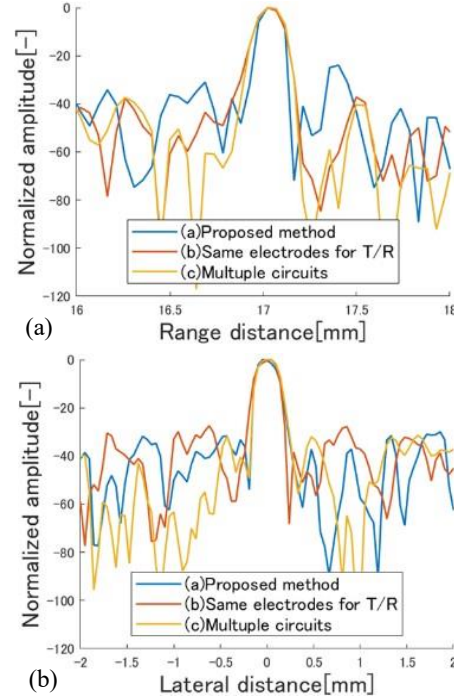 Normalized amplitude[-]
0
-20
-40
-60
-80
-100
-120
(a)Proposed method
(b)Same electrodes for T/R
(c)Multuple circuits
16 16.5 17 17.5 18
(a) Range distance[mm]
Normalized amplitude[-]
0
-20
-40
-60
-80
-100
-120
(a)Proposed method
(b)Same electrodes for T/R
(c)Multuple circuits
-2 -1.5 -1 -0.5 0 0.5 1 1.5 2
(b) Lateral distance[mm]